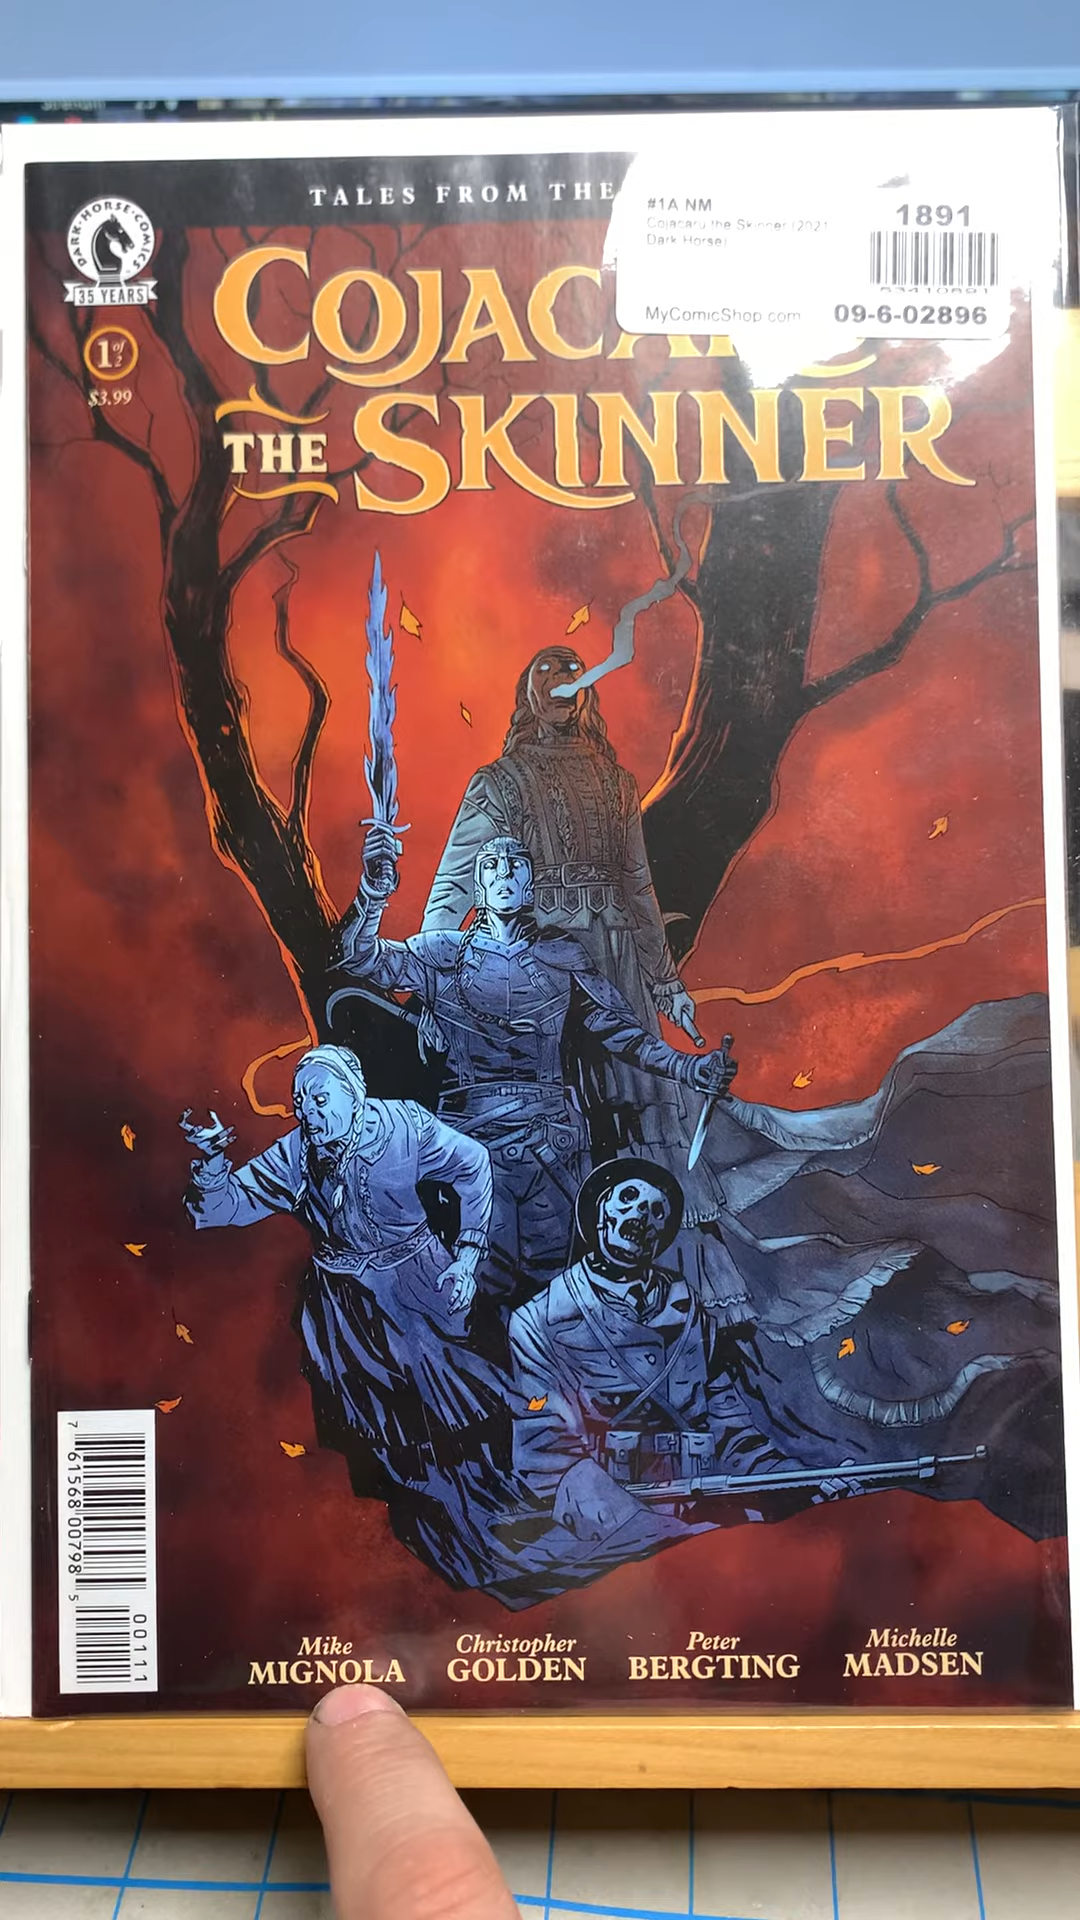 TALES FROM THE
DARK·HORSE·COMICS
35 YEARS
1 of 2
$3.99
#1A NM
Cojacaru the Skinner (2021
Dark Horse)
1891
MyComicShop.com
09-6-02896
COJACA
THE SKINNER
7 61568 00798 5
00111
Mike
MIGNOLA
Christopher
GOLDEN
Peter
BERGTING
Michelle
MADSEN